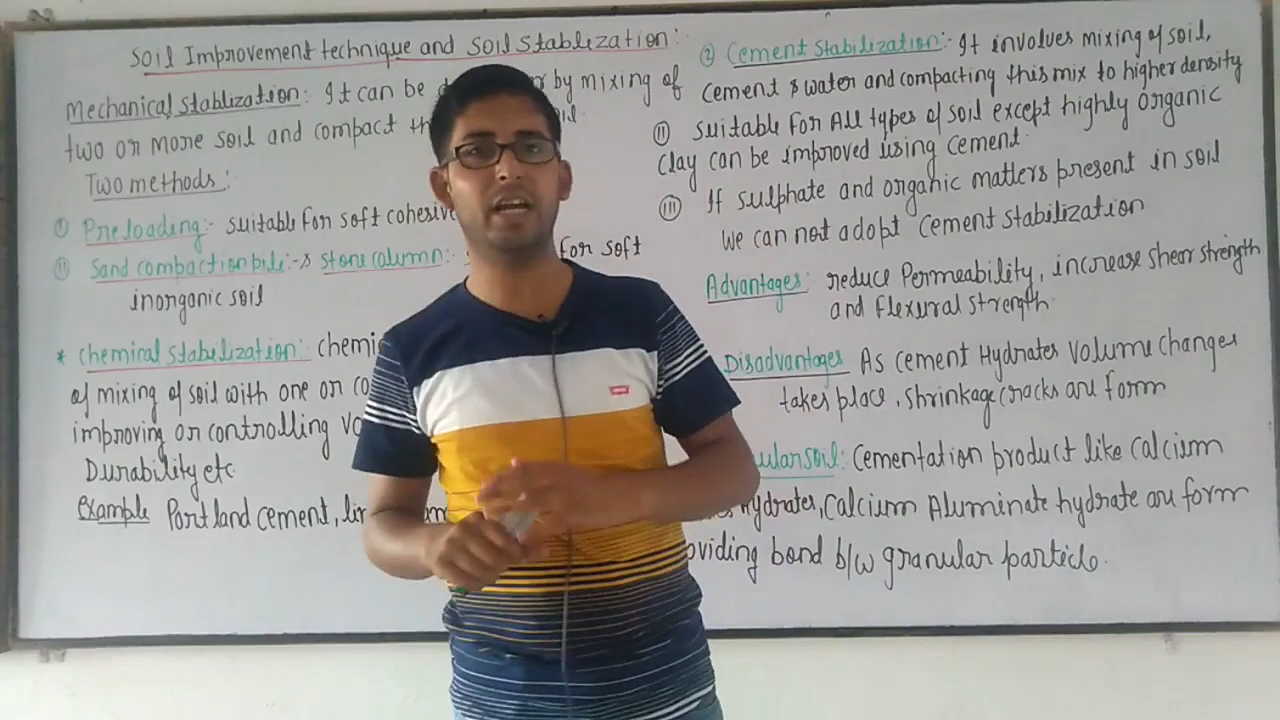 Soil Improvement technique and Soil Stablization:
Mechanical Stablization: It can be by mixing of
two or more soil and compact
Two methods:
(i) Preloading:- suitable for soft cohesive
(ii) Sand compaction pile:- & stone column: for soft
inorganic soil
* chemical stabelization:
of mixing of soil with one or
improving or controlling
Durability etc
Example Portland cement,
② Cement Stabilization:- It involves mixing of soil,
cement & water and compacting this mix to higher density
(ii) suitable For All types of soil except highly organic
clay can be improved using cement.
(iii) If sulphate and organic matters present in soil
we can not adopt Cement stabilization
Advantages: reduce Permeability, increase shear strength
and flexural strength.
Disadvantages As cement Hydrates Volume changes
takes place, shrinkage cracks are form
soil: Cementation product like calcium
Hydrates, Calcium Aluminate hydrate are form
bond b/w granular particle.